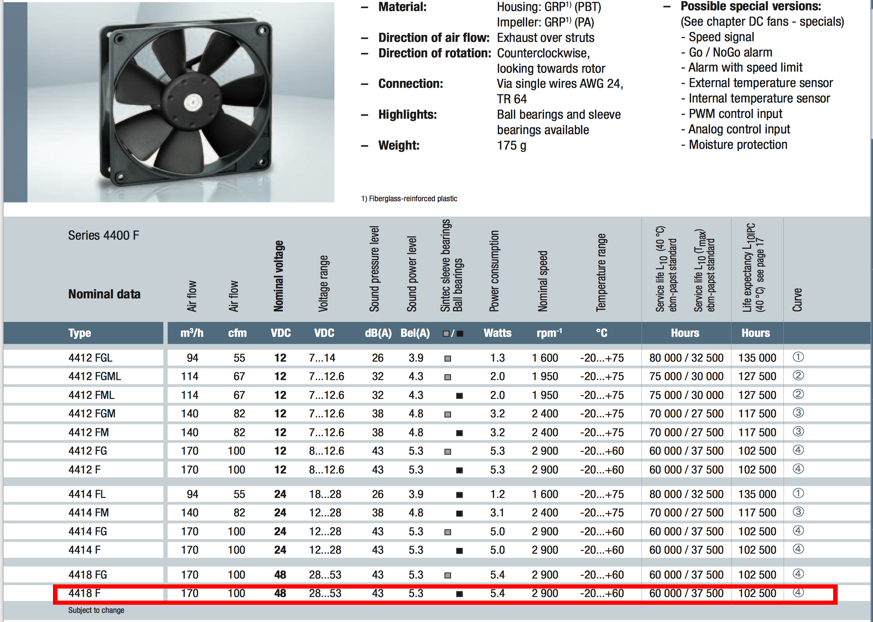 – Material: Housing: GRP1) (PBT)
Impeller: GRP1) (PA)
– Direction of air flow: Exhaust over struts
– Direction of rotation: Counterclockwise,
looking towards rotor
– Connection: Via single wires AWG 24,
TR 64
– Highlights: Ball bearings and sleeve
bearings available
– Weight: 175 g
1) Fiberglass-reinforced plastic
– Possible special versions:
(See chapter DC fans - specials)
- Speed signal
- Go / NoGo alarm
- Alarm with speed limit
- External temperature sensor
- Internal temperature sensor
- PWM control input
- Analog control input
- Moisture protection
Series 4400 F
Nominal data
Air flow
Air flow
Nominal voltage
Voltage range
Sound pressure level
Sound power level
Sintec sleeve bearings
Ball bearings
Power consumption
Nominal speed
Temperature range
Service life L10 (40 °C)
ebm-papst standard
Service life L10 (Tmax)
ebm-papst standard
Life expectancy L10IPC
(40 °C) see page 17
Curve
Type m³/h cfm VDC VDC dB(A) Bel(A) ■/■ Watts rpm-1 °C Hours Hours
4412 FGL 94 55 12 7...14 26 3.9 ■ 1.3 1 600 -20...+75 80 000 / 32 500 135 000 ①
4412 FGML 114 67 12 7...12.6 32 4.3 ■ 2.0 1 950 -20...+75 75 000 / 30 000 127 500 ②
4412 FML 114 67 12 7...12.6 32 4.3 ■ 2.0 1 950 -20...+75 75 000 / 30 000 127 500 ②
4412 FGM 140 82 12 7...12.6 38 4.8 ■ 3.2 2 400 -20...+75 70 000 / 27 500 117 500 ③
4412 FM 140 82 12 7...12.6 38 4.8 ■ 3.2 2 400 -20...+75 70 000 / 27 500 117 500 ③
4412 FG 170 100 12 8...12.6 43 5.3 ■ 5.3 2 900 -20...+60 60 000 / 37 500 102 500 ④
4412 F 170 100 12 8...12.6 43 5.3 ■ 5.3 2 900 -20...+60 60 000 / 37 500 102 500 ④
4414 FL 94 55 24 18...28 26 3.9 ■ 1.2 1 600 -20...+75 80 000 / 32 500 135 000 ①
4414 FM 140 82 24 12...28 38 4.8 ■ 3.1 2 400 -20...+75 70 000 / 27 500 117 500 ③
4414 FG 170 100 24 12...28 43 5.3 ■ 5.0 2 900 -20...+60 60 000 / 37 500 102 500 ④
4414 F 170 100 24 12...28 43 5.3 ■ 5.0 2 900 -20...+60 60 000 / 37 500 102 500 ④
4418 FG 170 100 48 28...53 43 5.3 ■ 5.4 2 900 -20...+60 60 000 / 37 500 102 500 ④
4418 F 170 100 48 28...53 43 5.3 ■ 5.4 2 900 -20...+60 60 000 / 37 500 102 500 ④
Subject to change